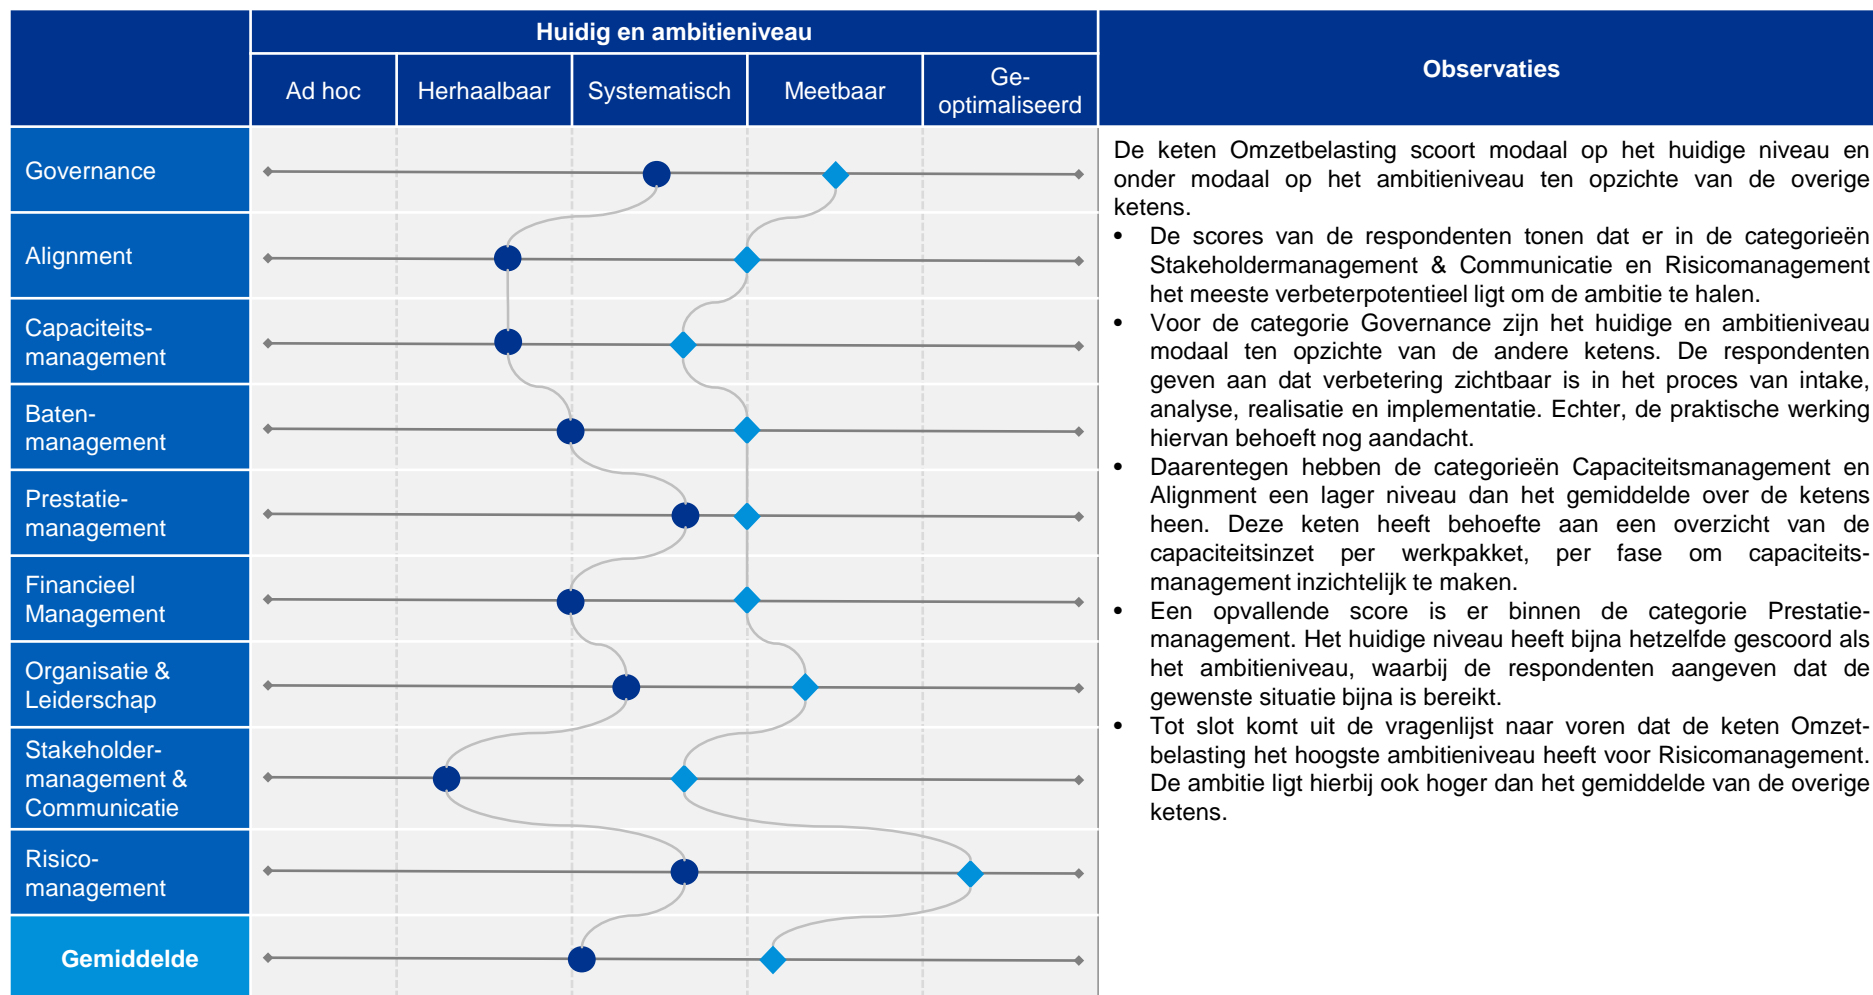 Huidig en ambitieniveau
Observaties
Ad hoc
Herhaalbaar
Systematisch
Meetbaar
Ge-
optimaliseerd
Governance
Alignment
Capaciteits-
management
Baten-
management
Prestatie-
management
Financieel
Management
Organisatie &
Leiderschap
Stakeholder-
management &
Communicatie
Risico-
management
Gemiddelde
De keten Omzetbelasting scoort modaal op het huidige niveau en
onder modaal op het ambitieniveau ten opzichte van de overige
ketens.
• De scores van de respondenten tonen dat er in de categorieën
Stakeholdermanagement & Communicatie en Risicomanagement
het meeste verbeterpotentieel ligt om de ambitie te halen.
• Voor de categorie Governance zijn het huidige en ambitieniveau
modaal ten opzichte van de andere ketens. De respondenten
geven aan dat verbetering zichtbaar is in het proces van intake,
analyse, realisatie en implementatie. Echter, de praktische werking
hiervan behoeft nog aandacht.
• Daarentegen hebben de categorieën Capaciteitsmanagement en
Alignment een lager niveau dan het gemiddelde over de ketens
heen. Deze keten heeft behoefte aan een overzicht van de
capaciteitsinzet per werkpakket, per fase om capaciteits-
management inzichtelijk te maken.
• Een opvallende score is er binnen de categorie Prestatie-
management. Het huidige niveau heeft bijna hetzelfde gescoord als
het ambitieniveau, waarbij de respondenten aangeven dat de
gewenste situatie bijna is bereikt.
• Tot slot komt uit de vragenlijst naar voren dat de keten Omzet-
belasting het hoogste ambitieniveau heeft voor Risicomanagement.
De ambitie ligt hierbij ook hoger dan het gemiddelde van de overige
ketens.